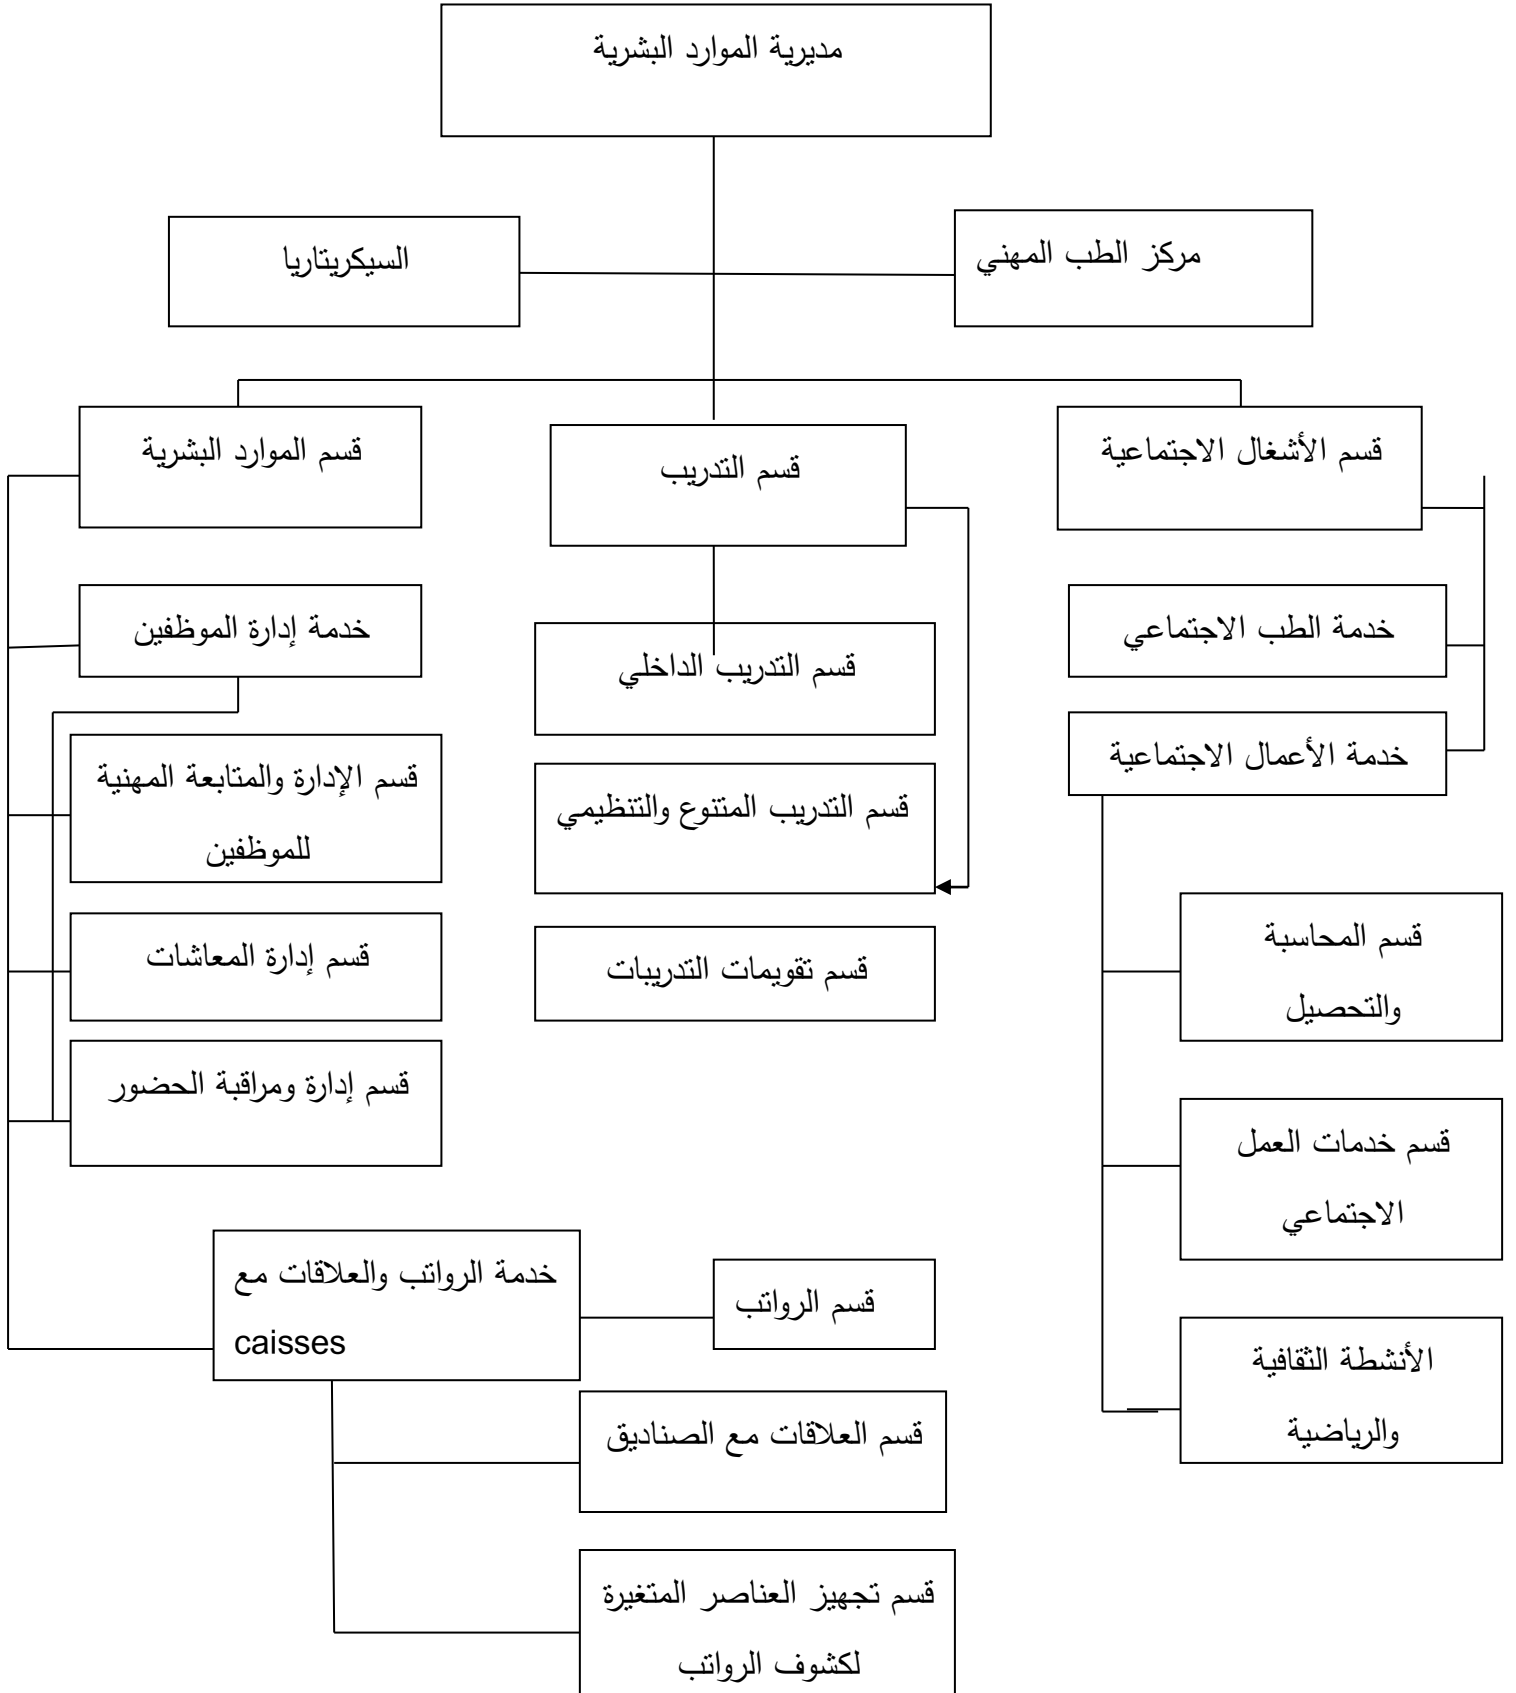 مديرية الموارد البشرية
مركز الطب المهني
السيكريتاريا
قسم الأشغال الاجتماعية
قسم التدريب
قسم الموارد البشرية
خدمة الطب الاجتماعي
خدمة إدارة الموظفين
قسم التدريب الداخلي
خدمة الأعمال الاجتماعية
قسم التدريب المتنوع والتنظيمي
قسم الإدارة والمتابعة المهنية
للموظفين
قسم المحاسبة
والتحصيل
قسم تقويمات التدريبات
قسم إدارة المعاشات
قسم إدارة ومراقبة الحضور
قسم خدمات العمل
الاجتماعي
خدمة الرواتب والعلاقات مع
caisses
قسم الرواتب
الأنشطة الثقافية
والرياضية
قسم العلاقات مع الصناديق
قسم تجهيز العناصر المتغيرة
لكشوف الرواتب